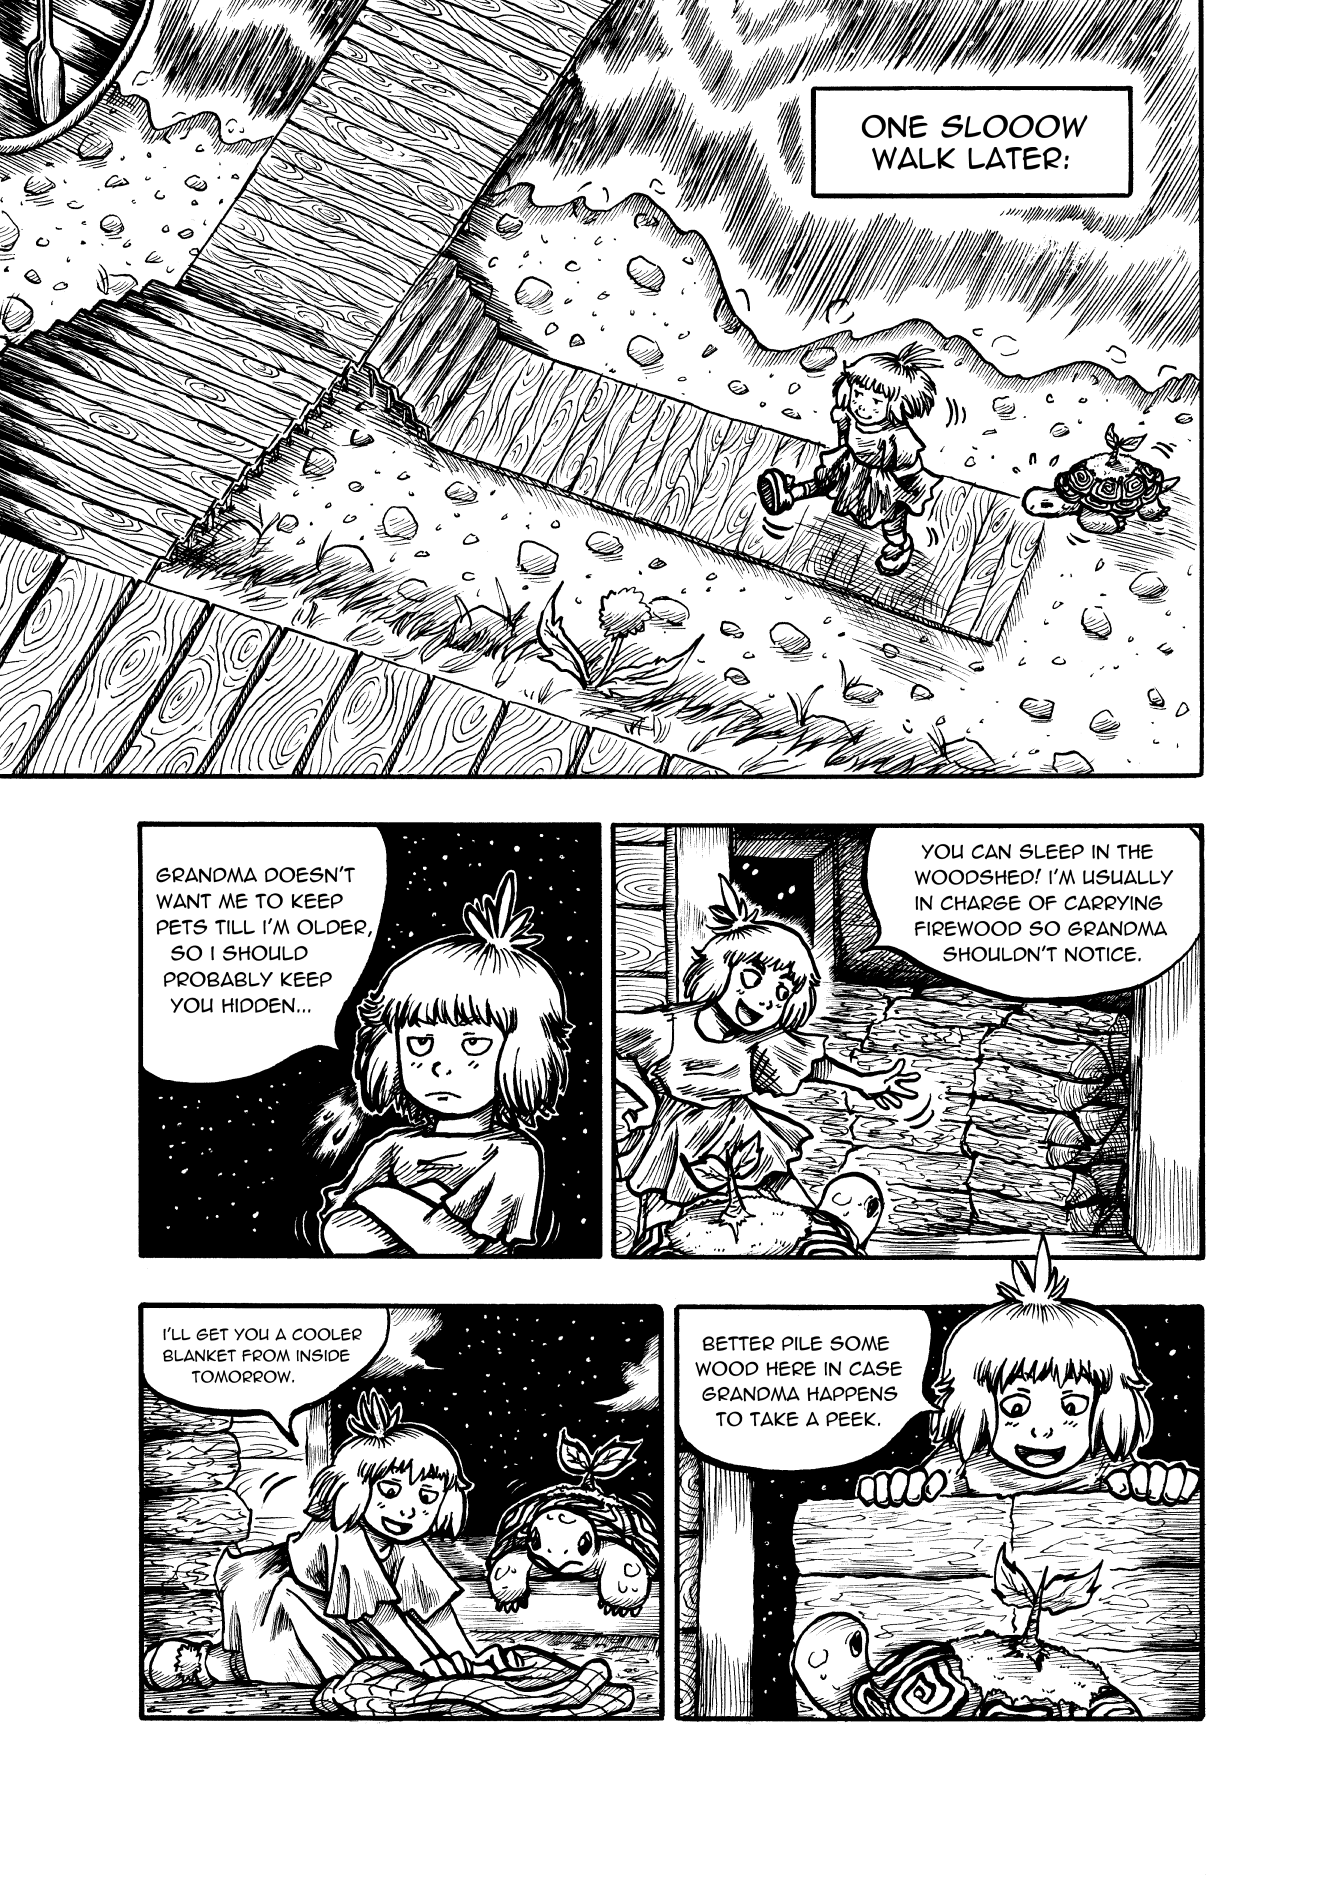 ONE SLOOOW
WALK LATER:
GRANDMA DOESN'T
WANT ME TO KEEP
PETS TILL I'M OLDER,
SO I SHOULD
PROBABLY KEEP
YOU HIDDEN...
YOU CAN SLEEP IN THE
WOODSHED! I'M USUALLY
IN CHARGE OF CARRYING
FIREWOOD SO GRANDMA
SHOULDN'T NOTICE.
I'LL GET YOU A COOLER
BLANKET FROM INSIDE
TOMORROW.
BETTER PILE SOME
WOOD HERE IN CASE
GRANDMA HAPPENS
TO TAKE A PEEK.